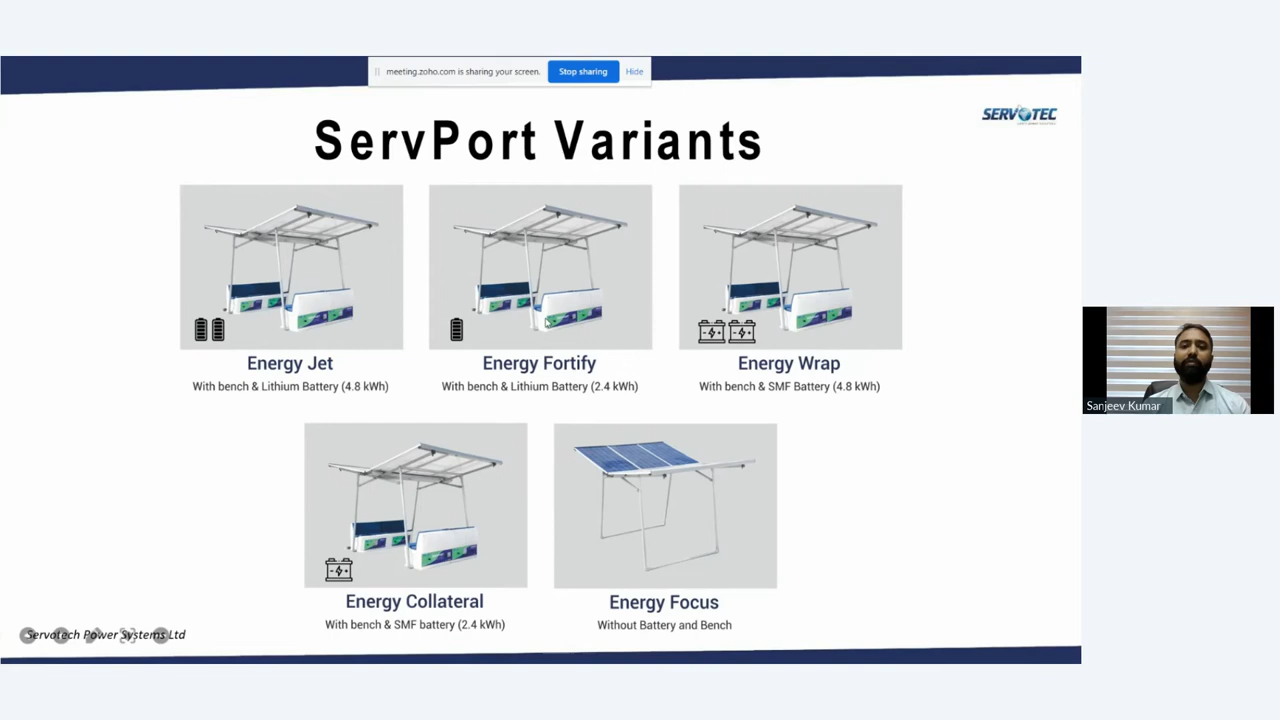 meeting.zoho.com is sharing your screen. Stop sharing Hide
SERVOTEC
ServPort Variants
Energy Jet
With bench & Lithium Battery (4.8 kWh)
Energy Fortify
With bench & Lithium Battery (2.4 kWh)
Energy Wrap
With bench & SMF Battery (4.8 kWh)
Energy Collateral
With bench & SMF battery (2.4 kWh)
Energy Focus
Without Battery and Bench
Servotech Power Systems Ltd
Sanjeev Kumar